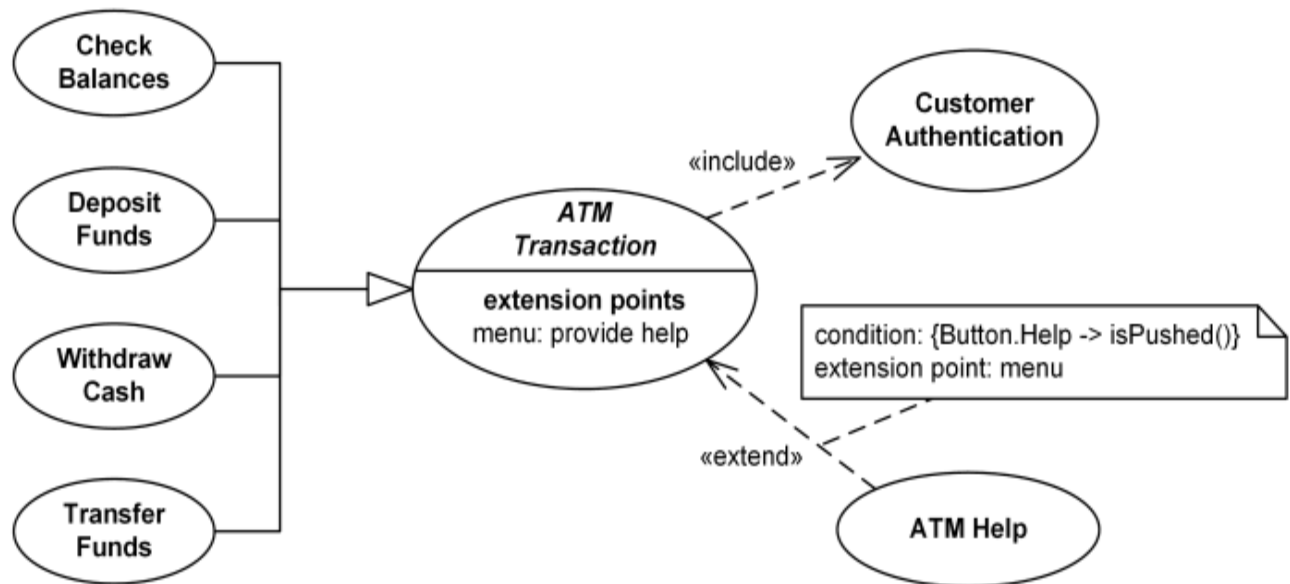 Check
Balances
Deposit
Funds
Withdraw
Cash
Transfer
Funds
ATM
Transaction
extension points
menu: provide help
«include»
Customer
Authentication
condition: {Button.Help -> isPushed()}
extension point: menu
«extend»
ATM Help